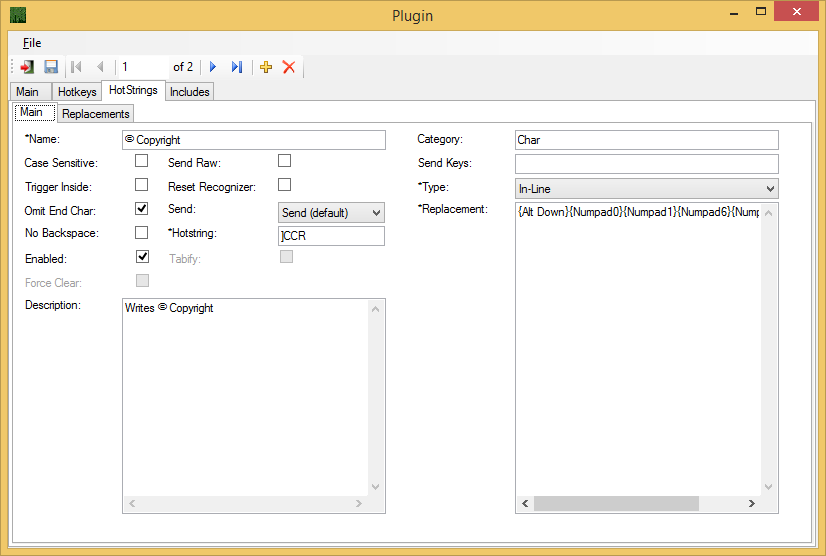 Plugin
File
1 of 2
Main Hotkeys HotStrings Includes
Main Replacements
*Name: © Copyright
Category: Char
Case Sensitive: Send Raw:
Send Keys:
Trigger Inside: Reset Recognizer:
*Type: In-Line
Omit End Char: Send: Send (default)
*Replacement: {Alt Down}{Numpad0}{Numpad1}{Numpad6}{Nump
No Backspace: *Hotstring: ]CCR
Enabled: Tabify:
Force Clear:
Description: Writes © Copyright